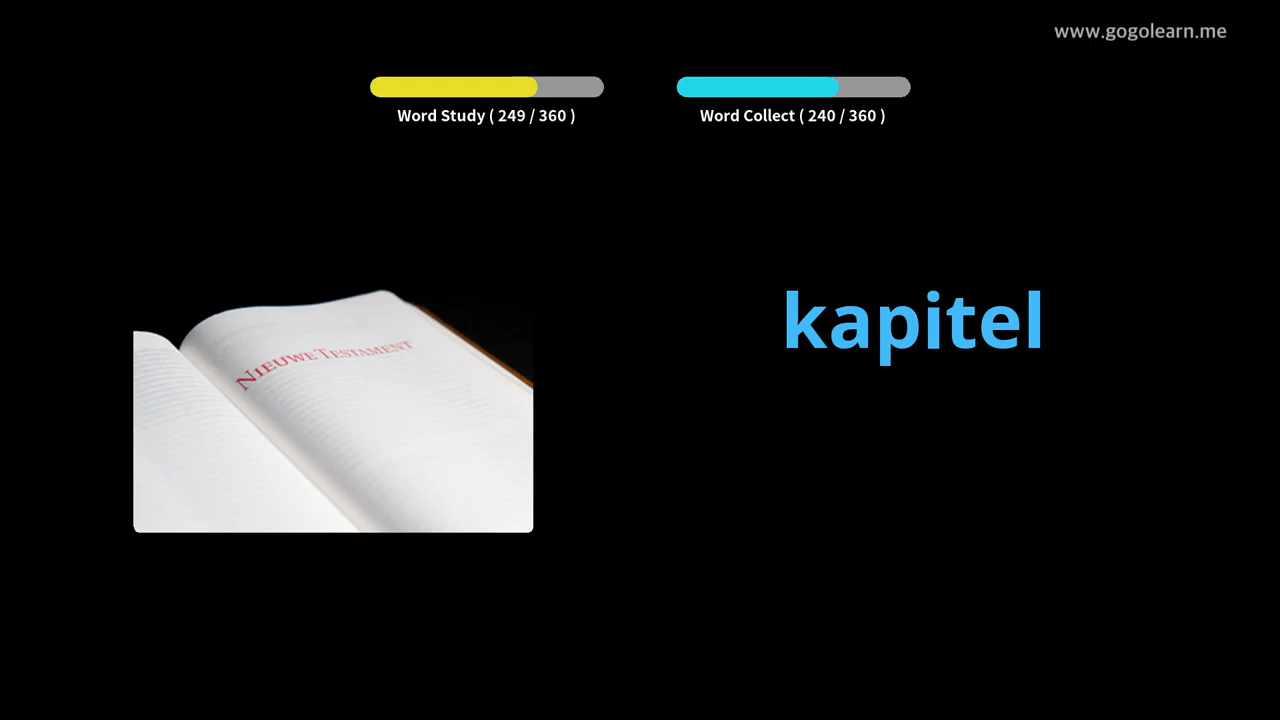 www.gogolearn.me
Word Study ( 249 / 360 )
Word Collect ( 240 / 360 )
NIEUWE TESTAMENT
kapitel